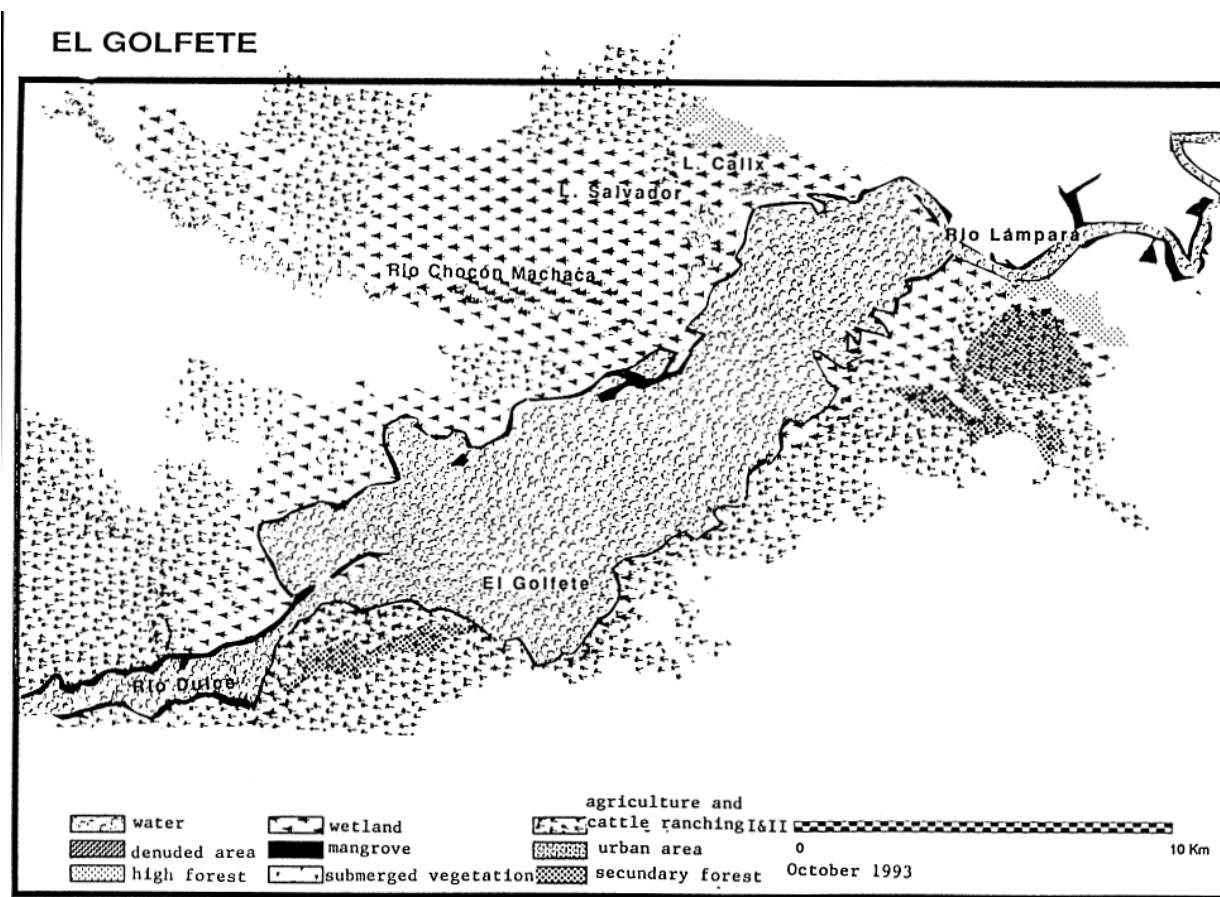 EL GOLFETE
L. Calix
L. Salvador
Río Lámpara
Río Chocón Machaca
El Golfete
Río Dulce
water
denuded area
high forest
wetland
mangrove
submerged vegetation
agriculture and
cattle ranching I&II
urban area
secundary forest
0
10 Km
October 1993